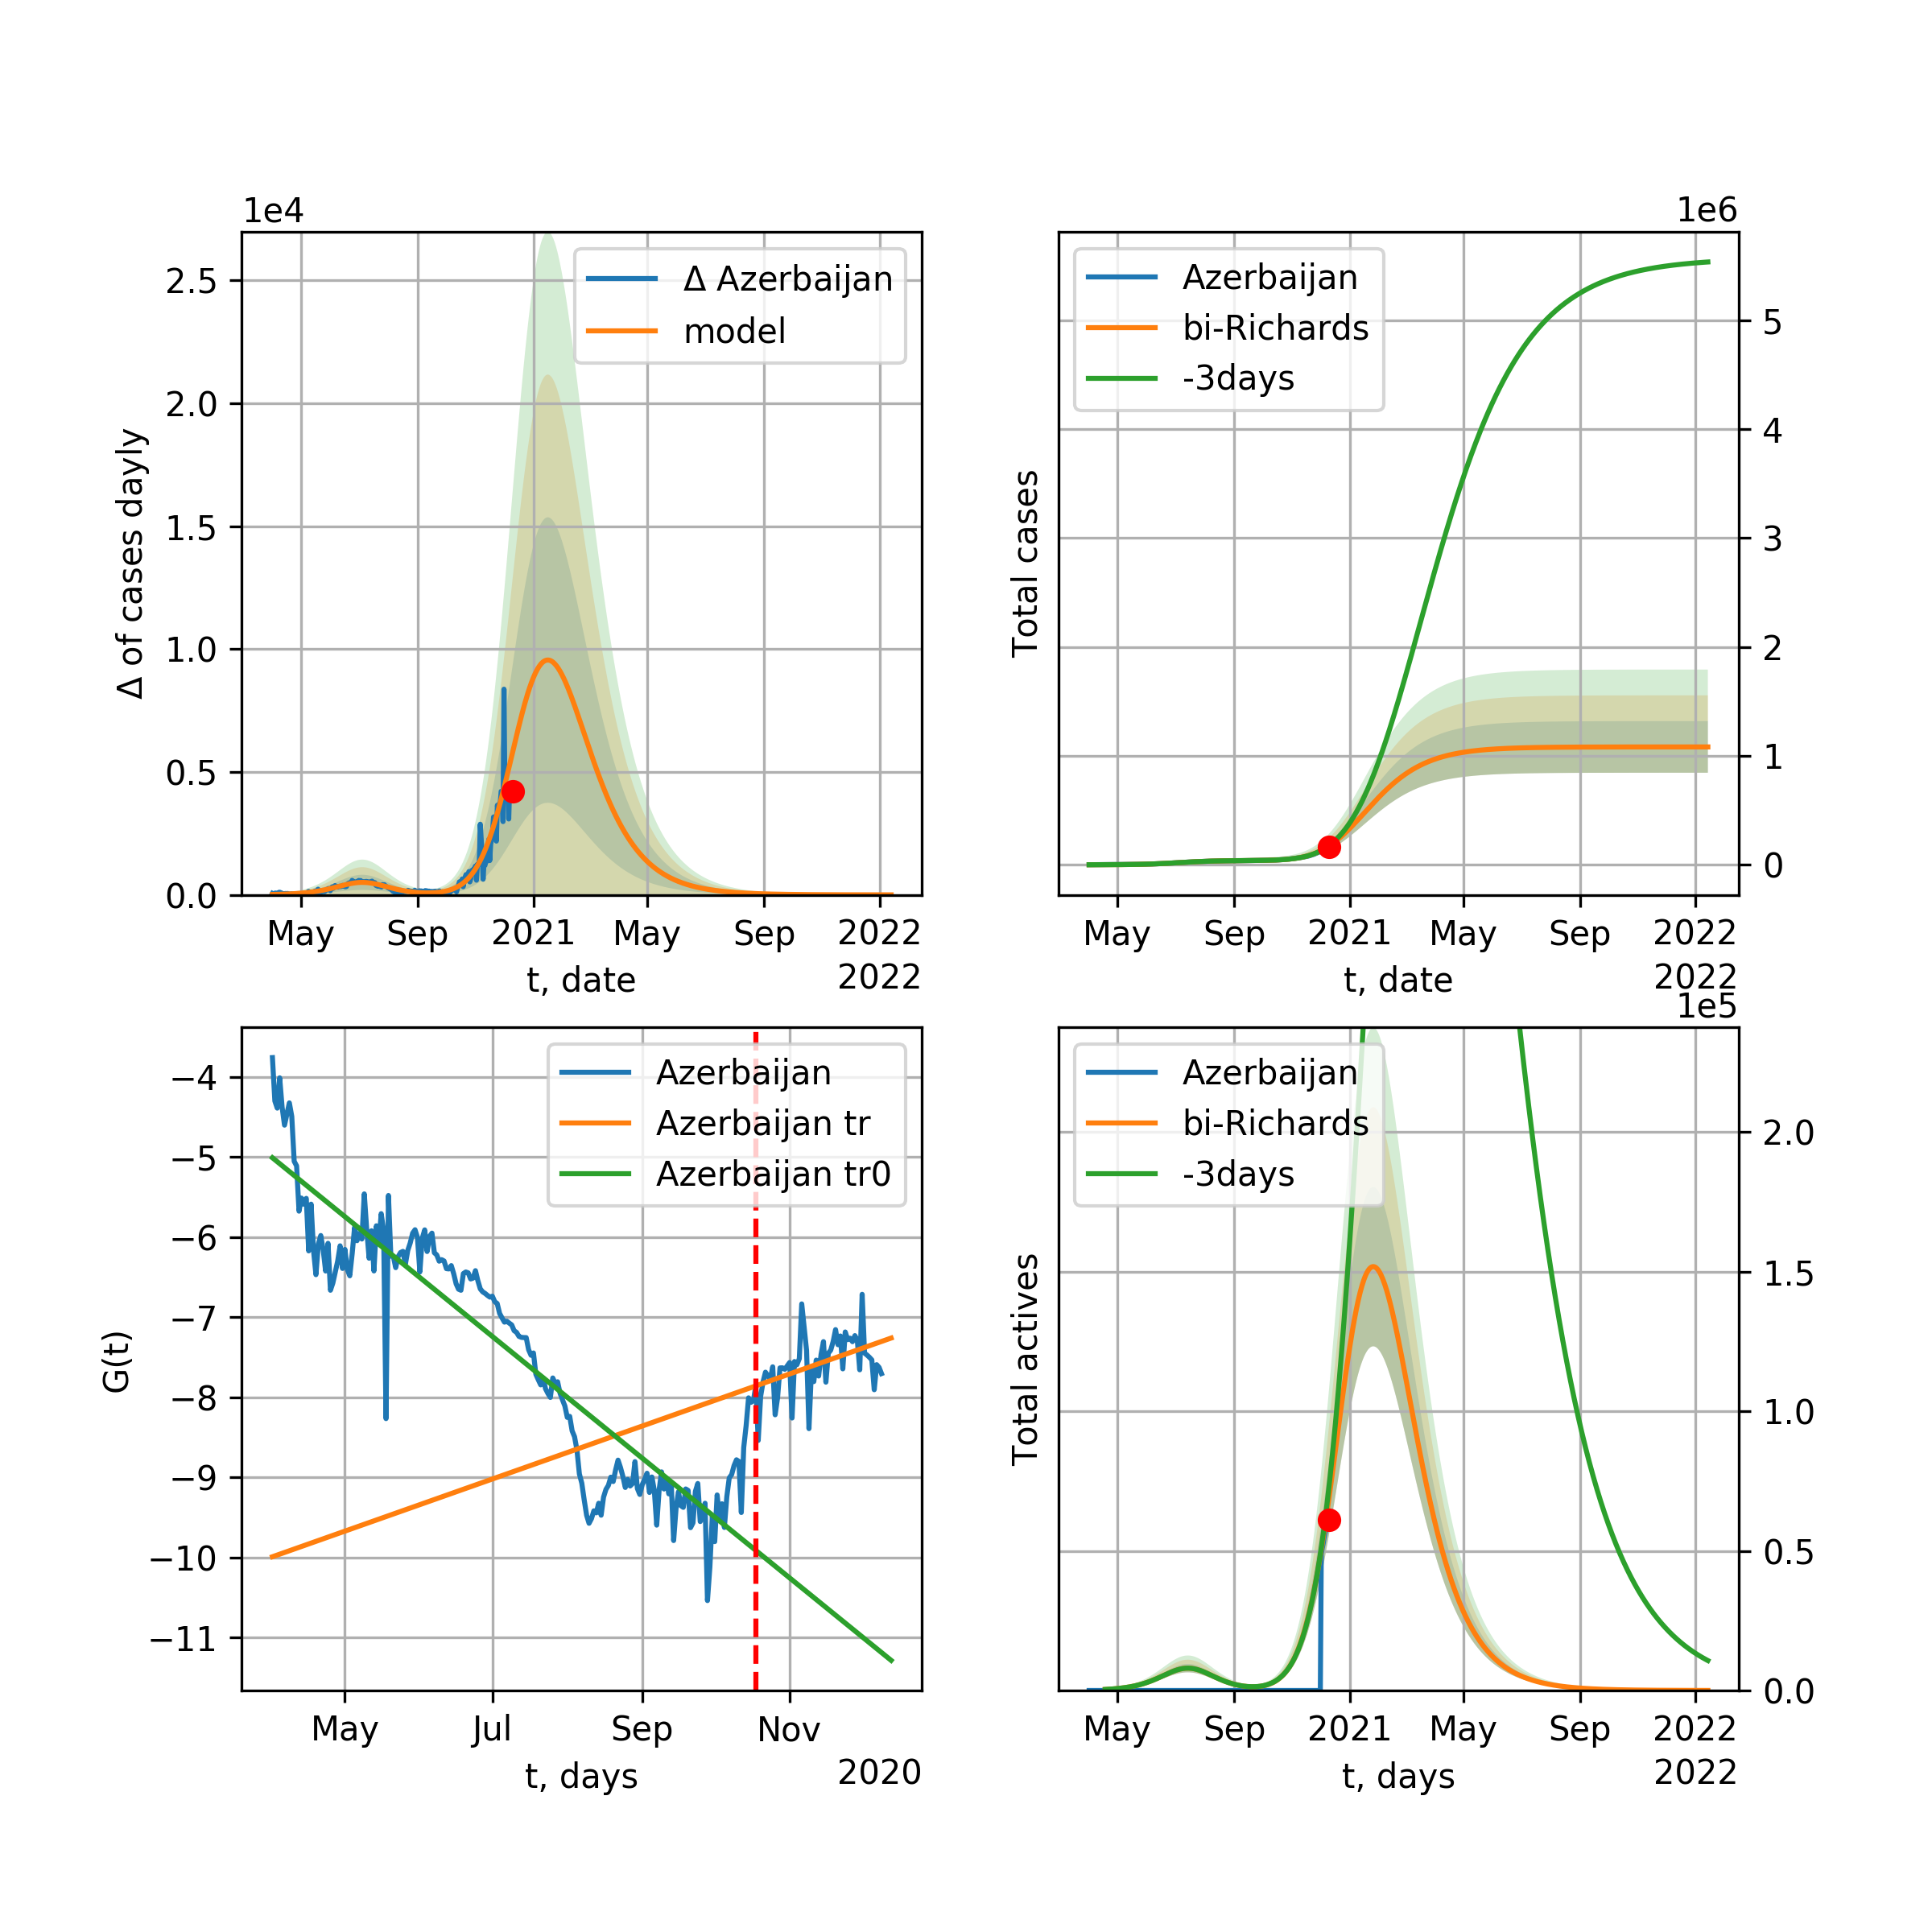 1e4
Δ of cases dayly
2.5
2.0
1.5
1.0
0.5
0.0
Δ Azerbaijan
model
May Sep 2021 May Sep 2022
t, date 2022
1e6
Total cases
Azerbaijan
bi-Richards
-3days
5
4
3
2
1
0
May Sep 2021 May Sep 2022
t, date 2022
G(t)
−4
−5
−6
−7
−8
−9
−10
−11
Azerbaijan
Azerbaijan tr
Azerbaijan tr0
May Jul Sep Nov
t, days 2020
1e5
Total actives
Azerbaijan
bi-Richards
-3days
2.0
1.5
1.0
0.5
0.0
May Sep 2021 May Sep 2022
t, days 2022